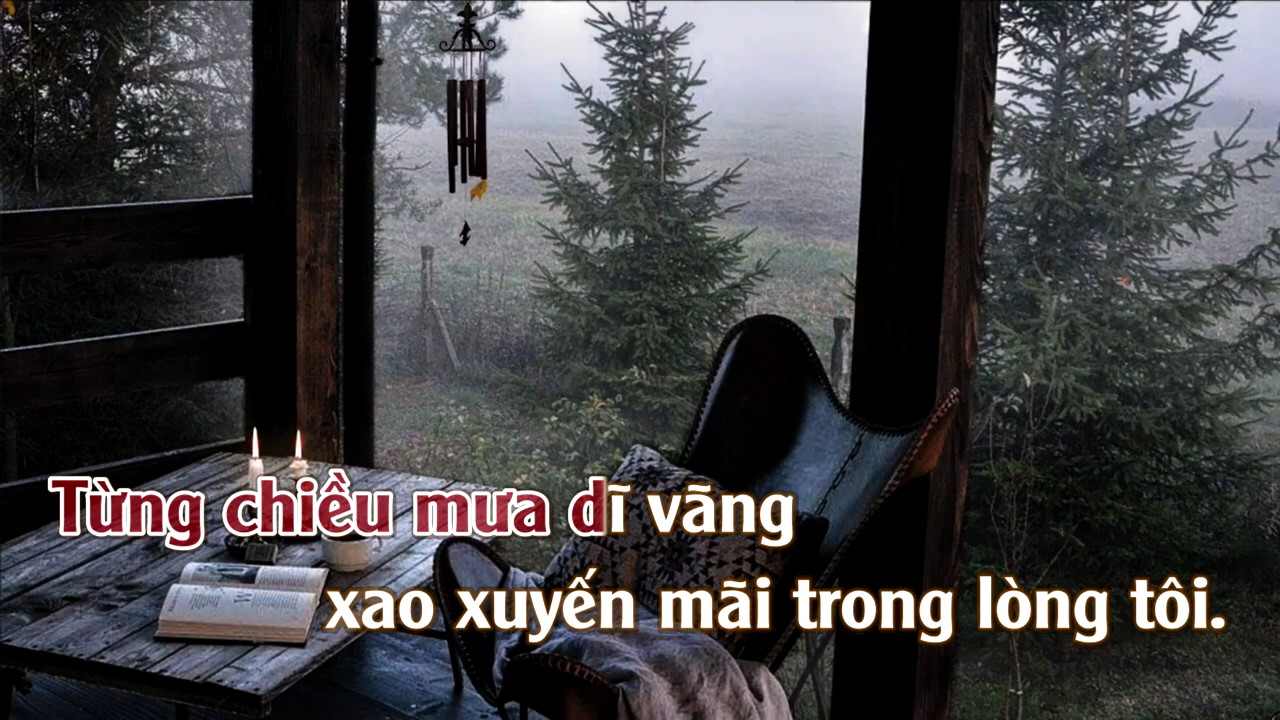 Từng chiều mưa dĩ vãng
xao xuyến mãi trong lòng tôi.